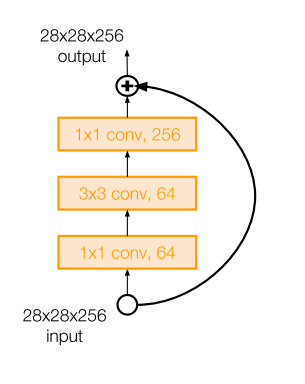 28x28x256
output
1x1 conv, 256
3x3 conv, 64
1x1 conv, 64
28x28x256
input